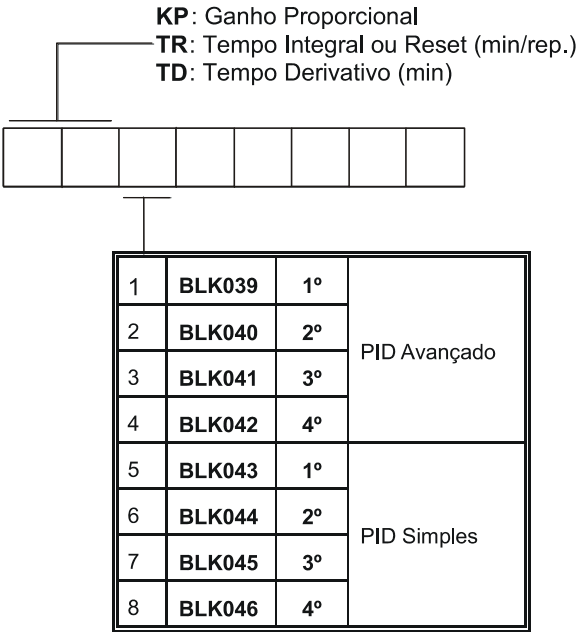 KP: Ganho Proporcional
TR: Tempo Integral ou Reset (min/rep.)
TD: Tempo Derivativo (min)
1 BLK039 1º
2 BLK040 2º
PID Avançado
3 BLK041 3º
4 BLK042 4º
5 BLK043 1º
6 BLK044 2º
PID Simples
7 BLK045 3º
8 BLK046 4º